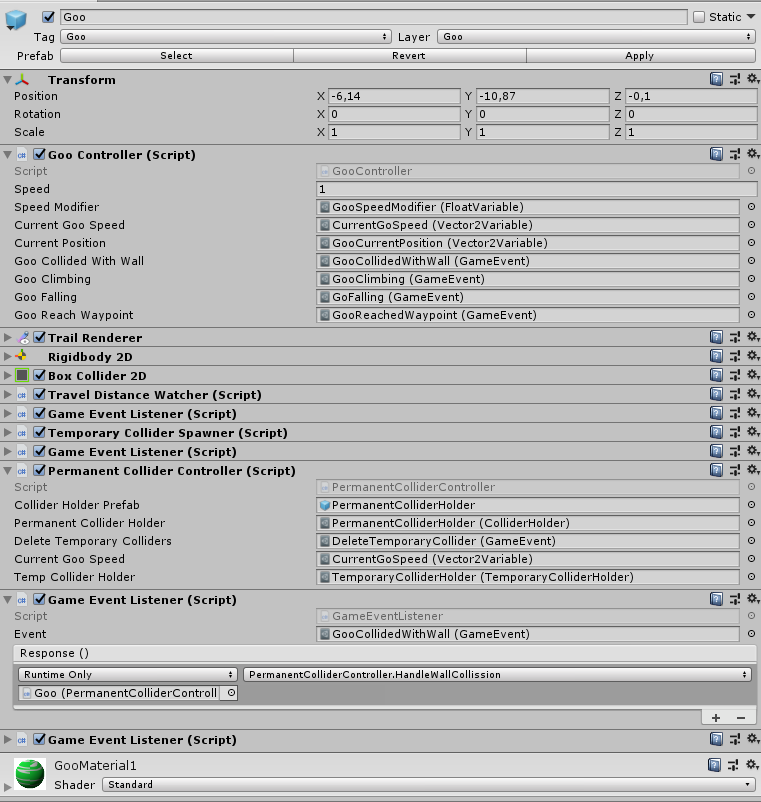 Goo Static
Tag Goo Layer Goo
Prefab Select Revert Apply
Transform
Position X -6,14 Y -10,87 Z -0,1
Rotation X 0 Y 0 Z 0
Scale X 1 Y 1 Z 1
Goo Controller (Script)
Script GooController
Speed 1
Speed Modifier GooSpeedModifier (FloatVariable)
Current Goo Speed CurrentGoSpeed (Vector2Variable)
Current Position GooCurrentPosition (Vector2Variable)
Goo Collided With Wall GooCollidedWithWall (GameEvent)
Goo Climbing GooClimbing (GameEvent)
Goo Falling GoFalling (GameEvent)
Goo Reach Waypoint GooReachedWaypoint (GameEvent)
Trail Renderer
Rigidbody 2D
Box Collider 2D
c# Travel Distance Watcher (Script)
c# Game Event Listener (Script)
c# Temporary Collider Spawner (Script)
c# Game Event Listener (Script)
c# Permanent Collider Controller (Script)
Script PermanentColliderController
Collider Holder Prefab PermanentColliderHolder
Permanent Collider Holder PermanentColliderHolder (ColliderHolder)
Delete Temporary Colliders DeleteTemporaryCollider (GameEvent)
Current Goo Speed CurrentGoSpeed (Vector2Variable)
Temp Collider Holder TemporaryColliderHolder (TemporaryColliderHolder)
c# Game Event Listener (Script)
Script GameEventListener
Event GooCollidedWithWall (GameEvent)
Response ()
Runtime Only PermanentColliderController.HandleWallCollission
Goo (PermanentColliderControll
+ −
c# Game Event Listener (Script)
GooMaterial1
Shader Standard